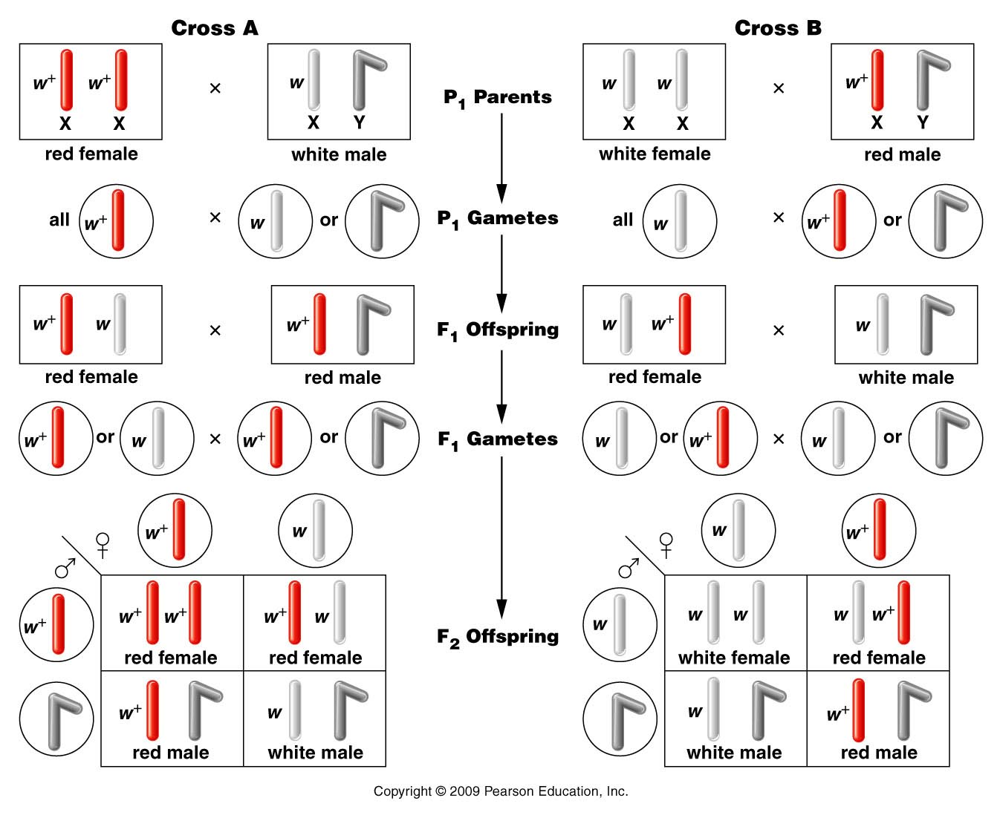 Cross A
Cross B
w+ w+ × w w w × w+
X X X Y P1 Parents X X X Y
red female white male white female red male
all w+ × w or P1 Gametes all w × w+ or
w+ w × w+ F1 Offspring w w+ × w
red female red male red female white male
w+ or w × w+ or F1 Gametes w or w+ × w or
w+ w w w+
♀ ♀
♂ ♂
w+ w+ w+ w+ w F2 Offspring w w w w w+
red female red female white female red female
w+ w w w+
red male white male white male red male
Copyright © 2009 Pearson Education, Inc.